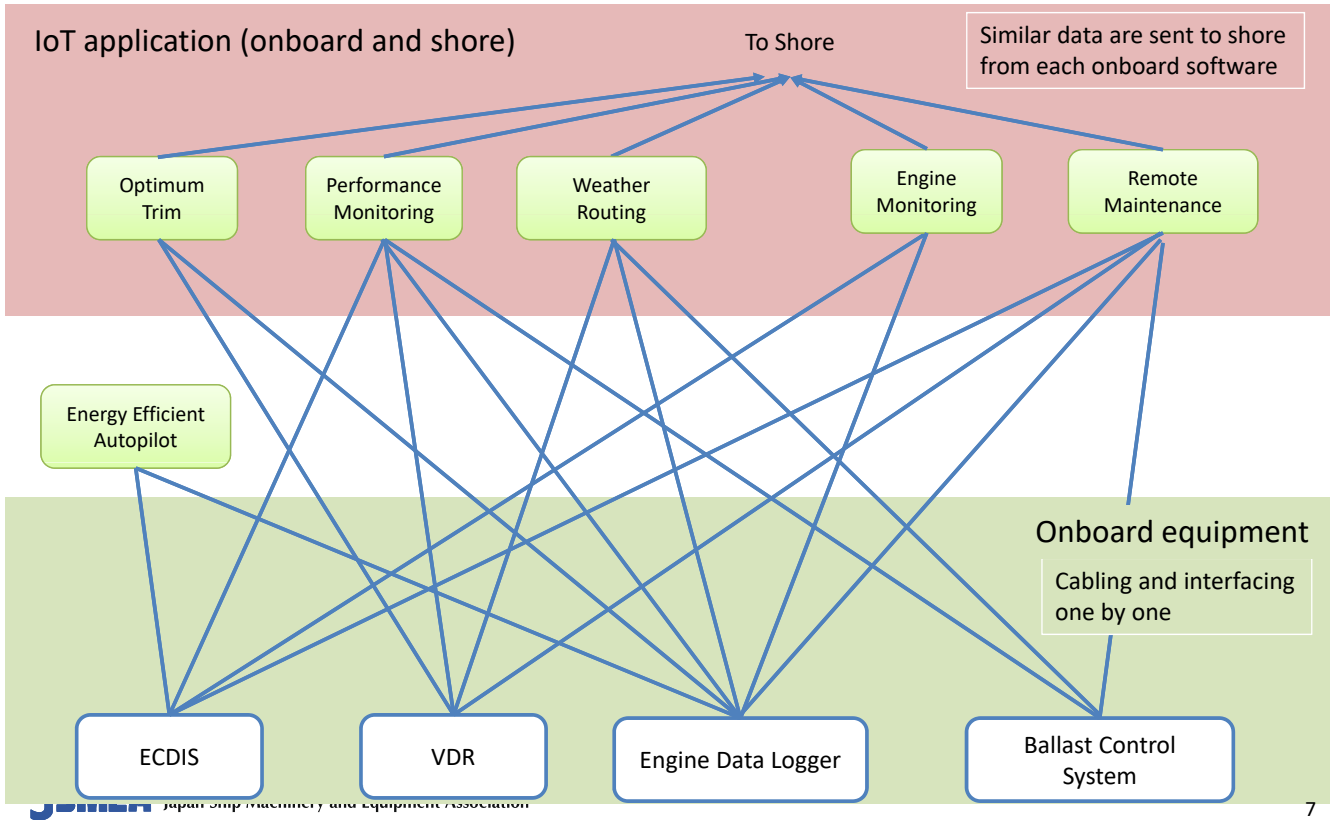 IoT application (onboard and shore)
To Shore
Similar data are sent to shore
from each onboard software
Optimum
Trim
Performance
Monitoring
Weather
Routing
Engine
Monitoring
Remote
Maintenance
Energy Efficient
Autopilot
Onboard equipment
Cabling and interfacing
one by one
ECDIS
VDR
Engine Data Logger
Ballast Control
System
Japan Ship Machinery and Equipment Association
7